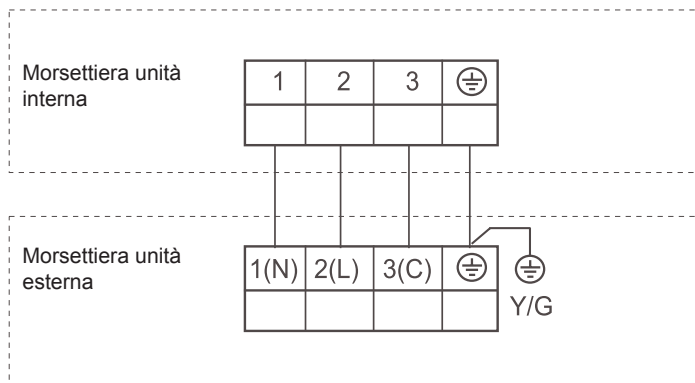 Morsettiera unità
interna
1 2 3
Morsettiera unità
esterna
1(N) 2(L) 3(C)
Y/G